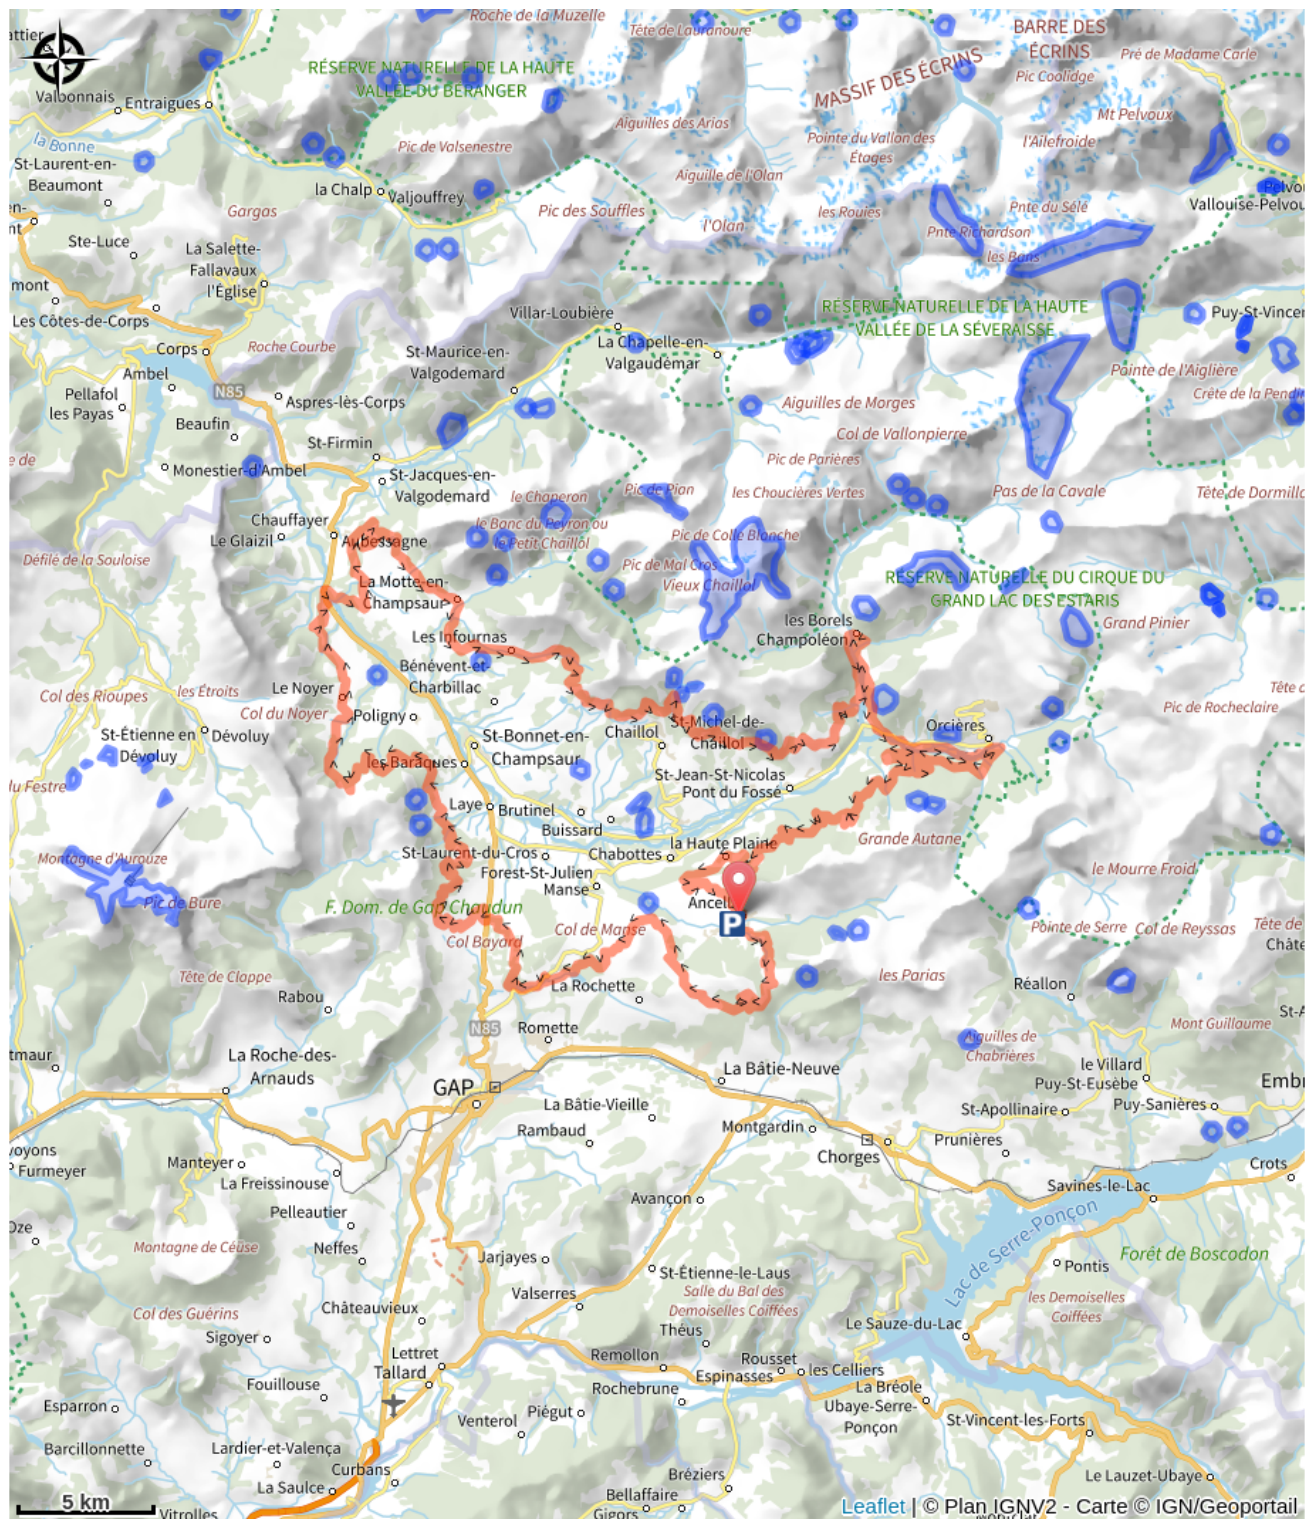 Roche de la Muzelle
Tête de Lauranoure
BARRE DES
ÉCRINS
Pré de Madame Carle
MASSIF DES ÉCRINS
Pic Coolidge
RÉSERVE NATURELLE DE LA HAUTE
VALLÉE DU BÉRANGER
Valbonnais
Entraigues
Mt Pelvoux
Aiguilles des Arias
Pointe du Vallon des
Étages
l'Ailefroide
la Bonne
Pic de Valsenestre
St-Laurent-en-
Beaumont
Aiguille de l'Olan
la Chalp
Valjouffrey
Vallouise-Pelvou
Gargas
Pic des Souffles
l'Olan
les Rouies
Pnte du Sélé
Pnte Richardson
les Bans
Ste-Luce
La Salette-
Fallavaux
l'Église
mont
Les Côtes-de-Corps
Villar-Loubière
RÉSERVE NATURELLE DE LA HAUTE
VALLÉE DE LA SÉVERAISSE
Puy-St-Vincen
La Chapelle-en-
Valgaudémar
Corps
Roche Courbe
St-Maurice-en-
Valgodemard
Ambel
Pointe de l'Aiglière
Pellafol
les Payas
N85
Aspres-lès-Corps
Aiguilles de Morges
Crête de la Pendi
Beaufin
St-Firmin
Col de Vallonpierre
e de
Monestier-d'Ambel
Pic de Parières
St-Jacques-en-
Valgodemard
le Chaperon
Pic de Pian
les Choucières Vertes
Pas de la Cavale
Tête de Dormillo
Chauffayer
le Banc du Peyron ou
le Petit Chaillol
Le Glaizil
Aubessagne
Pic de Colle Blanche
Défilé de la Souloise
Pic de Mal Cros
Vieux Chaillol
La Motte-en-
Champsaur
RÉSERVE NATURELLE DU CIRQUE DU
GRAND LAC DES ESTARIS
les Borels
Champoléon
Grand Pinier
Les Infournas
Bénévent-et-
Charbillac
Col des Rioupes
les Étroits
Le Noyer
Col du Noyer
Poligny
Pic de Rocheclaire
Tête c
St-Étienne en
Dévoluy
Dévoluy
Chaillol
St-Michel-de-
Chaillol
Orcières
St-Bonnet-en-
Champsaur
les Baraques
du Festre
St-Jean-St-Nicolas
Pont du Fossé
Laye
Brutinel
Buissard
Grande Autane
la Haute Plaine
Chabottes
St-Laurent-du-Cros
Montagne d'Aurouze
Forest-St-Julien
Manse
le Mourre Froid
Pic de Bure
F. Dom. de Gap Chaudun
Ancelle
P
Col Bayard
Col de Manse
Pointe de Serre
Col de Reyssas
Tête de
Châte
Tête de Clappe
les Parias
Rabou
La Rochette
Réallon
St-A
N85
Romette
Mont Guillaume
tmaur
La Roche-des-
Arnauds
Aiguilles de
Chabrières
le Villard
Puy-St-Eusèbe
La Bâtie-Neuve
Embr
GAP
La Bâtie-Vieille
St-Apollinaire
Puy-Sanières
Rambaud
Montgardin
Prunières
voyons
Furmeyer
Manteyer
Chorges
Crots
La Freissinouse
Savines-le-Lac
Avançon
Pelleautier
Oze
Lac de Serre-Ponçon
Montagne de Céüse
Neffes
Jarjayes
Forêt de Boscodon
Pontis
St-Étienne-le-Laus
Valserres
Salle du Bal des
Demoiselles Coiffées
les Demoiselles
Coiffées
Col des Guérins
Châteauvieux
Sigoyer
Le Sauze-du-Lac
Théus
Lettret
Remollon
Rousset
Tallard
Espinasses
les Celliers
Fouillouse
Rochebrune
La Bréole
Ubaye-Serre-
Ponçon
Esparron
Piégut
Venterol
St-Vincent-les-Forts
Barcillonnette
Lardier-et-Valença
Curbans
La Saulce
Bréziers
Le Lauzet-Ubaye
Bellaffaire
Gigors
5 km
Vitrolles
Leaflet | © Plan IGNV2 - Carte © IGN/Geoportail